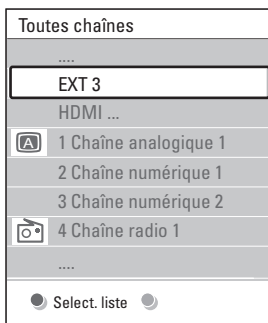 Toutes chaînes
....
EXT 3
HDMI ...
A 1 Chaîne analogique 1
2 Chaîne numérique 1
3 Chaîne numérique 2
4 Chaîne radio 1
....
Select. liste